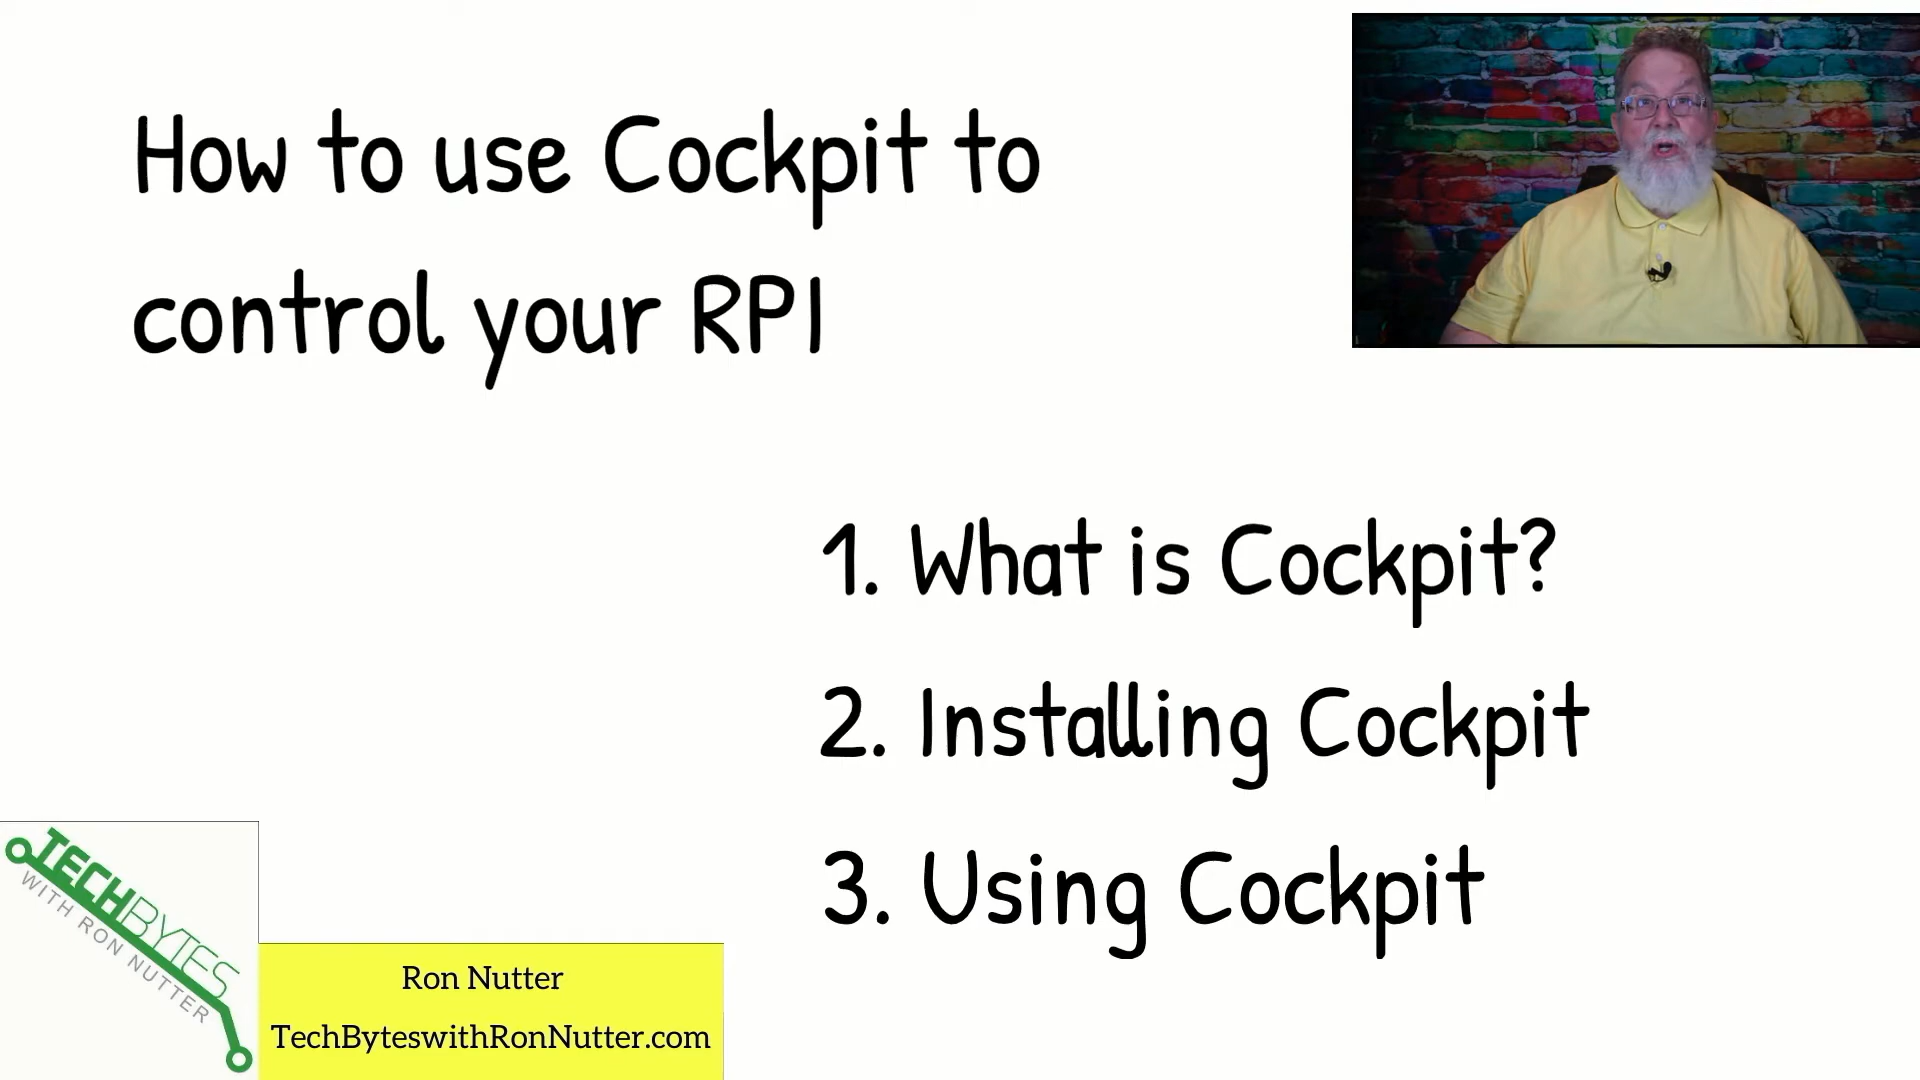 How to use Cockpit to
control your RPI
1. What is Cockpit?
2. Installing Cockpit
3. Using Cockpit
TECHBYTES
WITH RON NUTTER
Ron Nutter
TechByteswithRonNutter.com